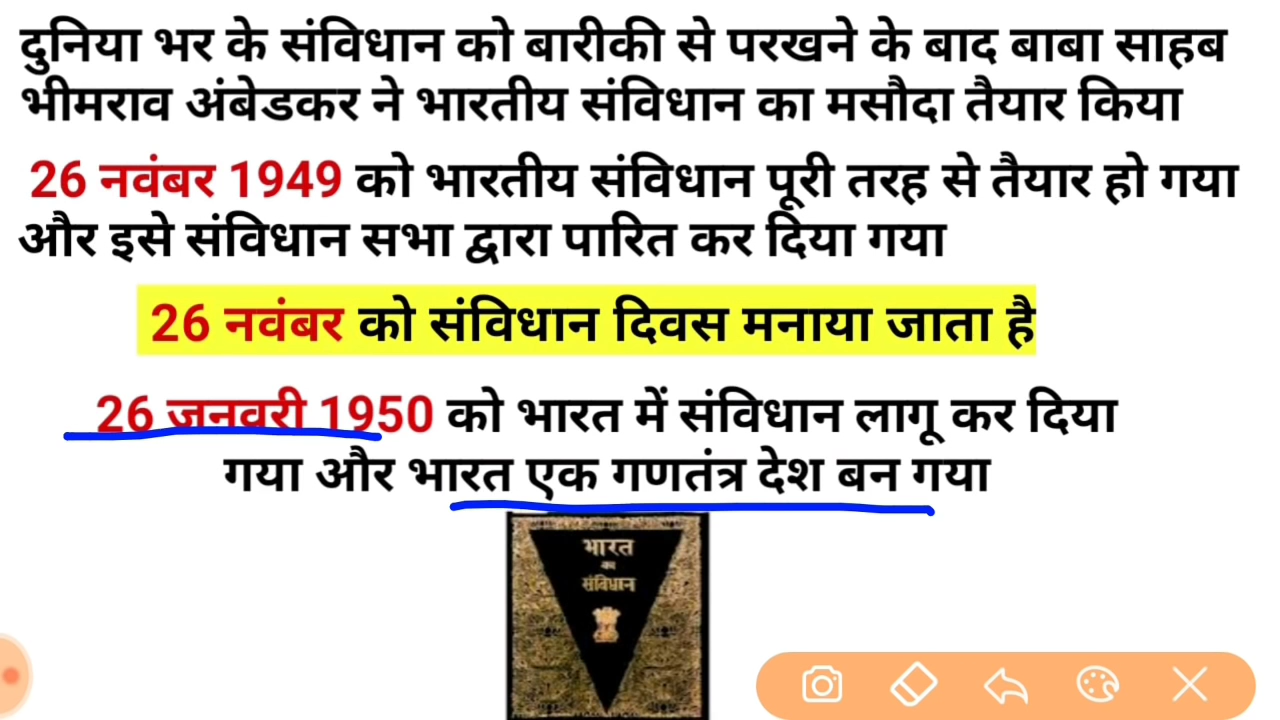 दुनिया भर के संविधान को बारीकी से परखने के बाद बाबा साहब
भीमराव अंबेडकर ने भारतीय संविधान का मसौदा तैयार किया
26 नवंबर 1949 को भारतीय संविधान पूरी तरह से तैयार हो गया
और इसे संविधान सभा द्वारा पारित कर दिया गया
26 नवंबर को संविधान दिवस मनाया जाता है
26 जनवरी 1950 को भारत में संविधान लागू कर दिया
गया और भारत एक गणतंत्र देश बन गया
भारत
का
संविधान